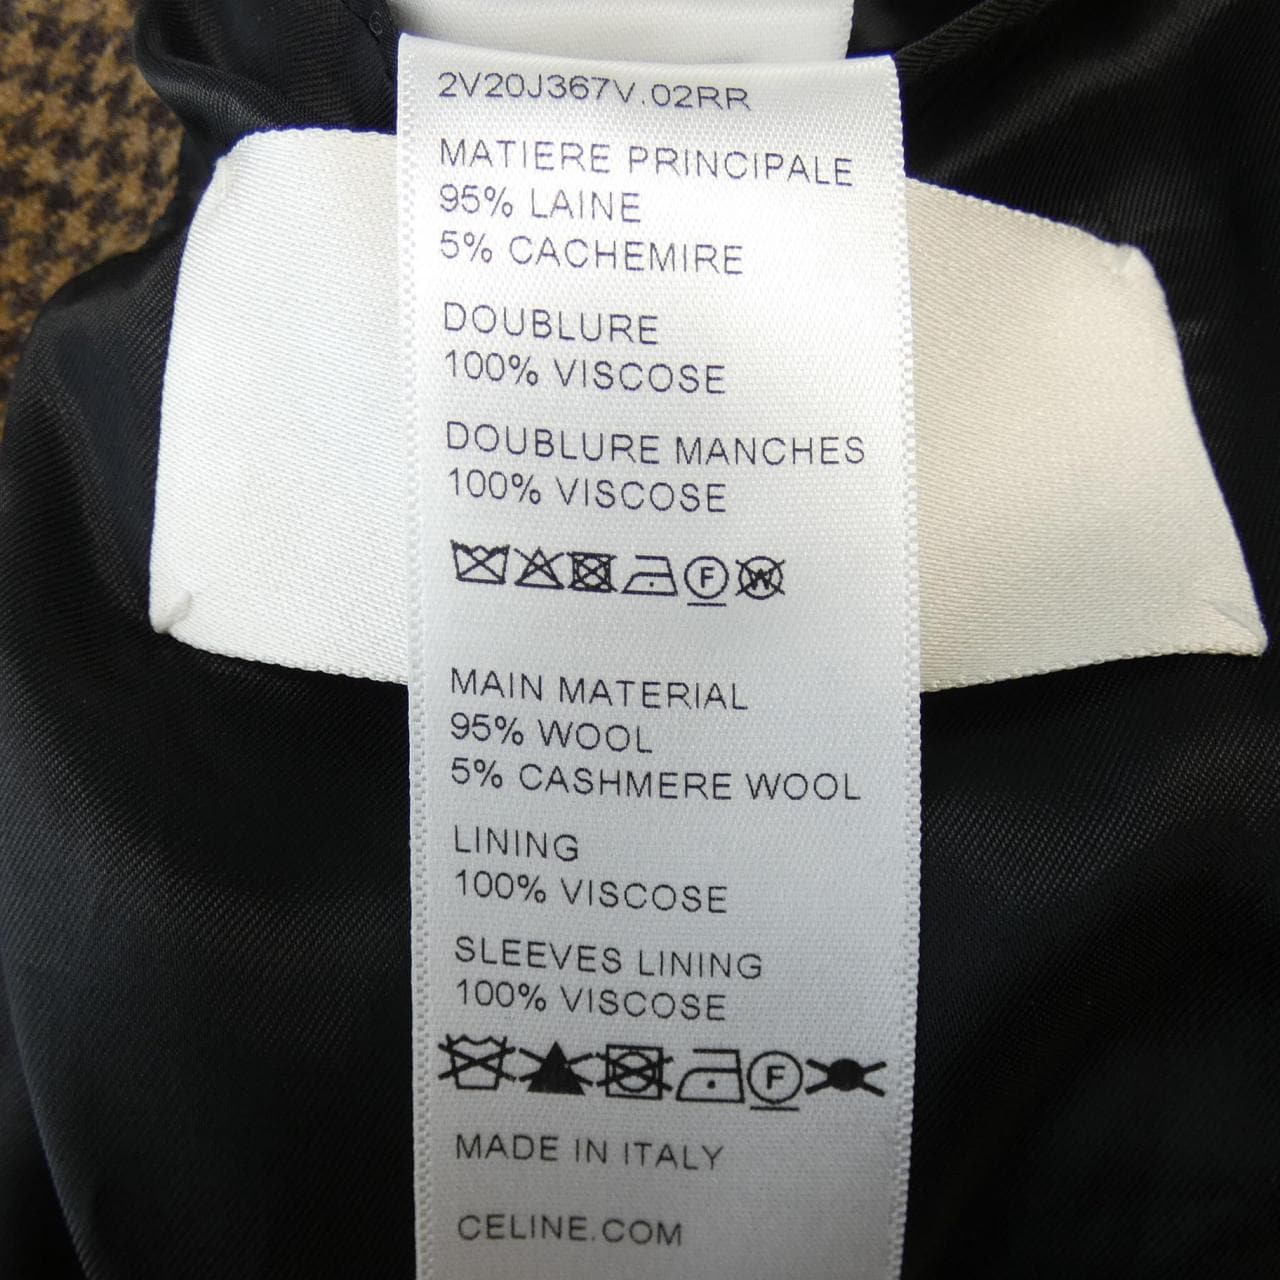 2V20J367V.02RR
MATIERE PRINCIPALE
95% LAINE
5% CACHEMIRE
DOUBLURE
100% VISCOSE
DOUBLURE MANCHES
100% VISCOSE
F W
MAIN MATERIAL
95% WOOL
5% CASHMERE WOOL
LINING
100% VISCOSE
SLEEVES LINING
100% VISCOSE
F
MADE IN ITALY
CELINE.COM